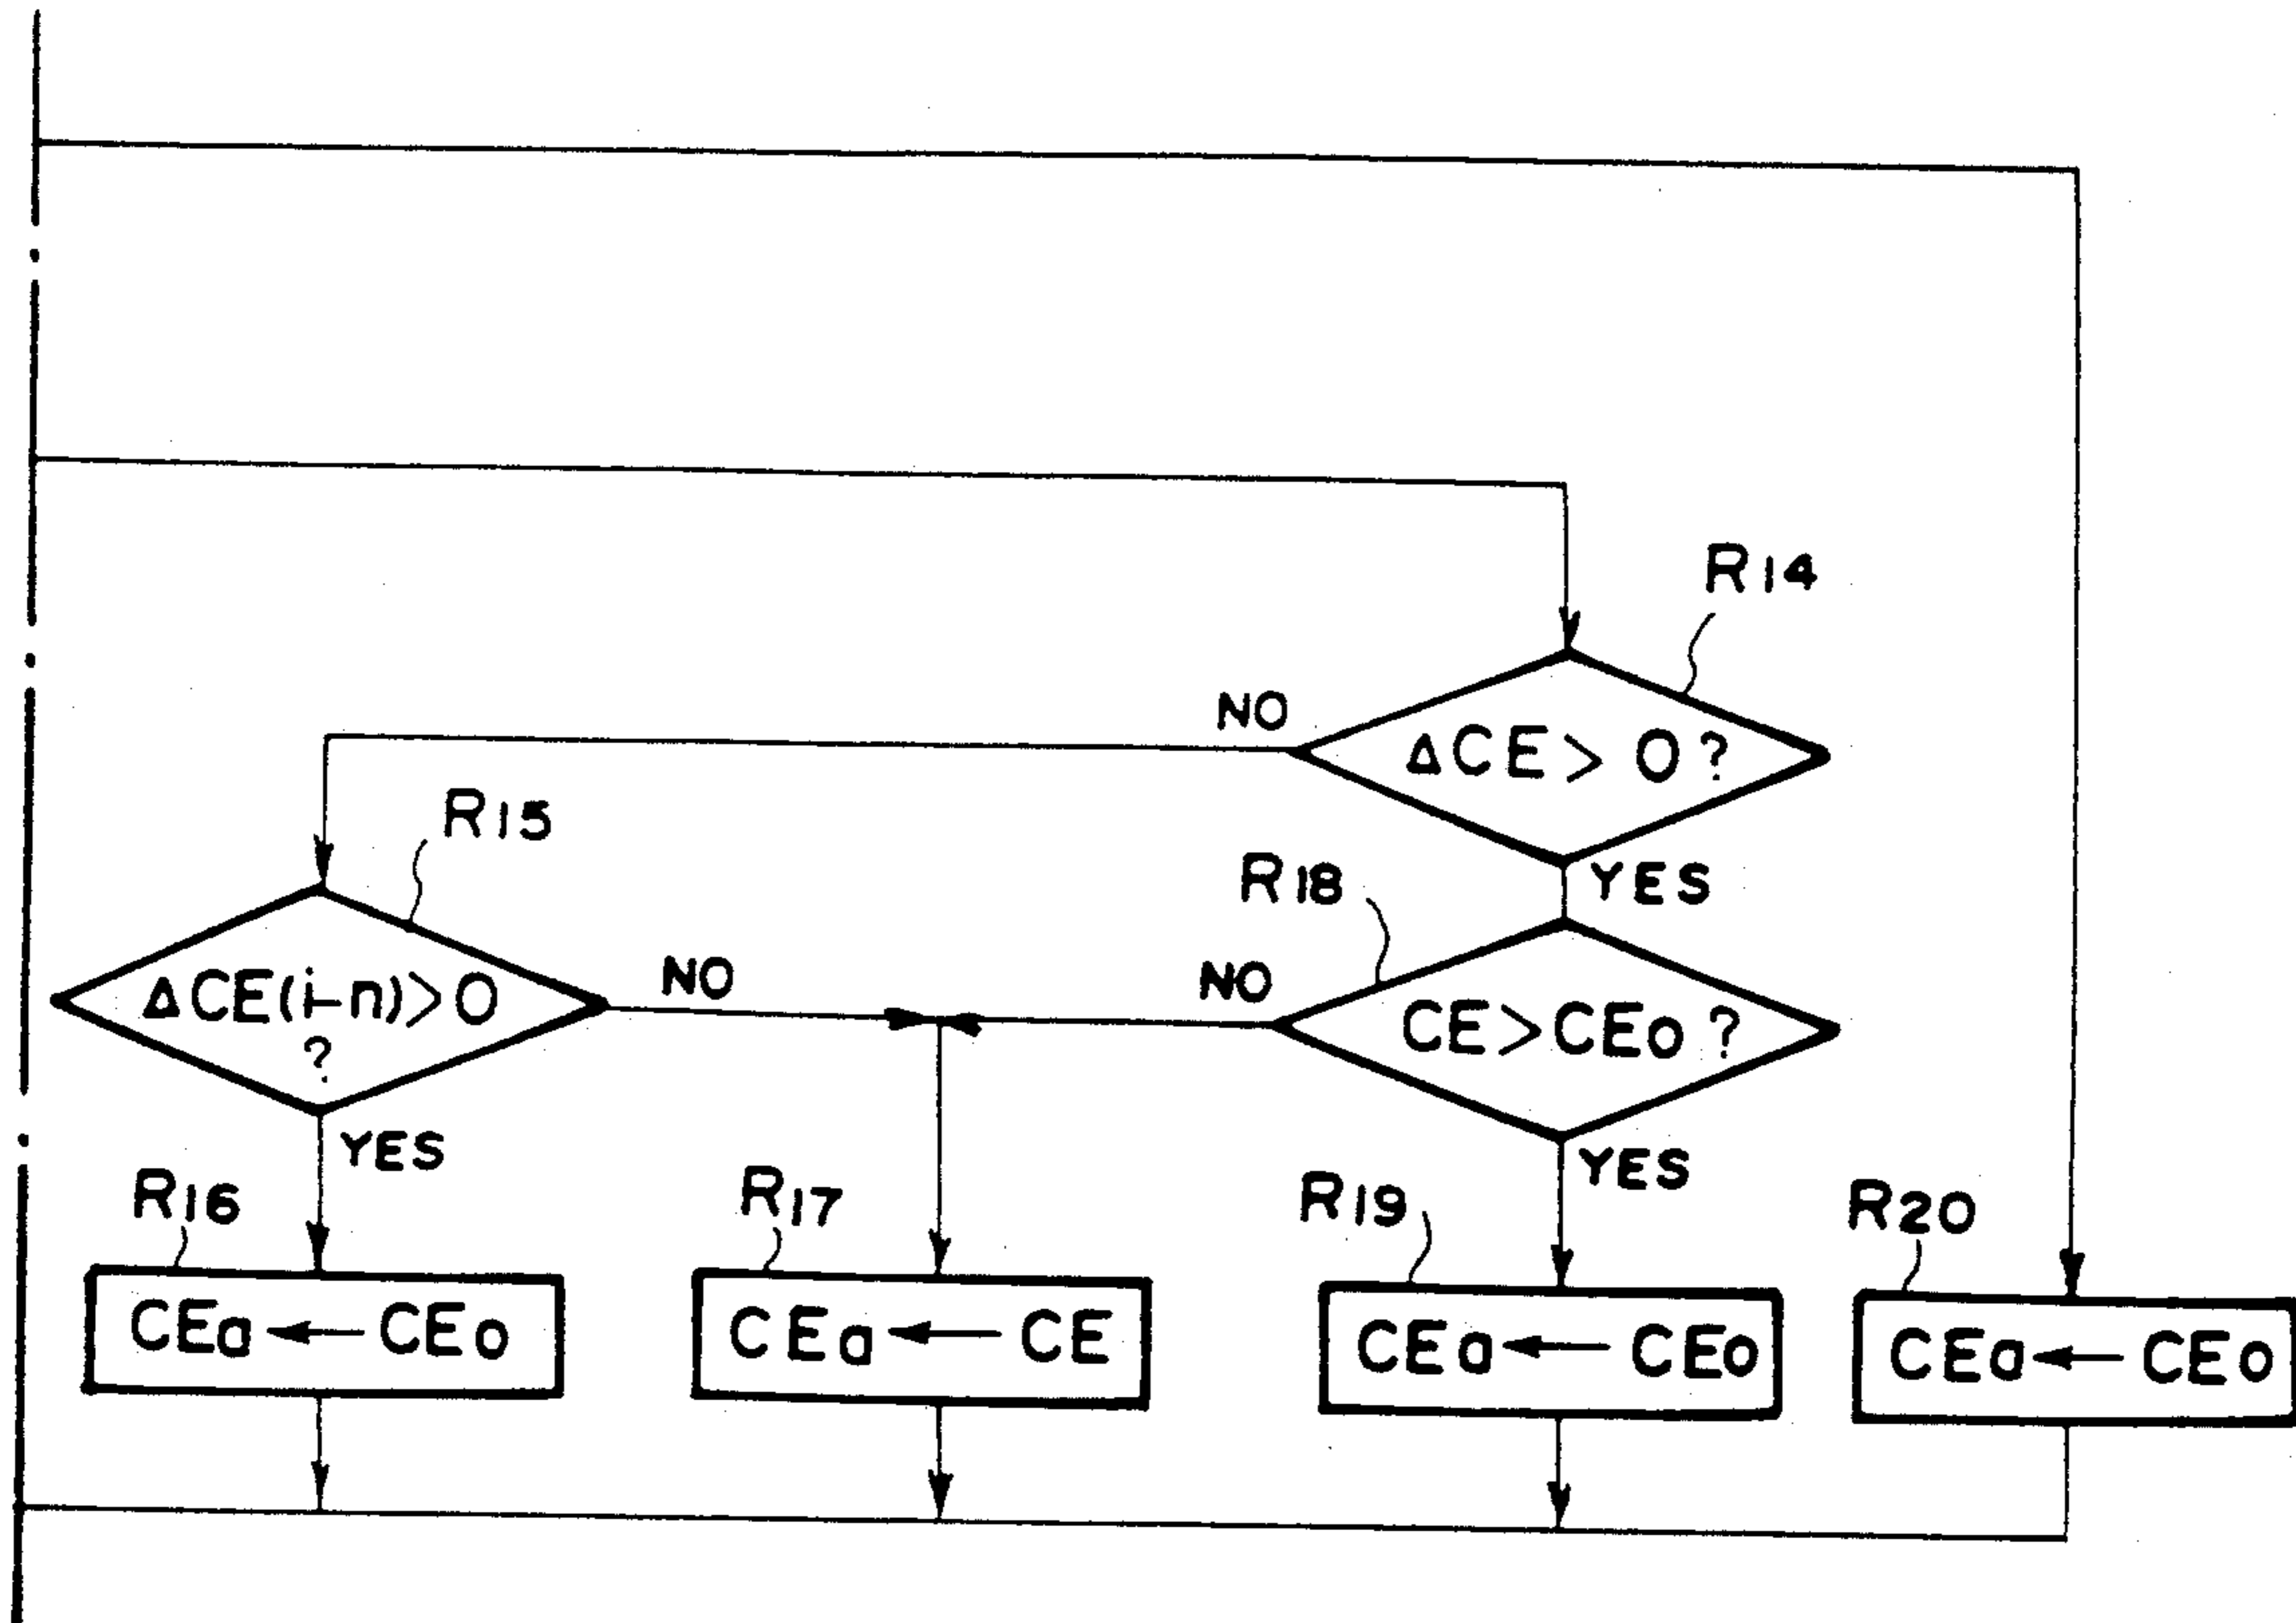 R14
NO
ΔCE > 0 ?
R15
YES
R18
ΔCE(i-n)>0
?
NO
NO
CE>CEo ?
YES
YES
R16
R17
R19
R20
CEa ← CEo
CEa ← CE
CEa ← CEo
CEa ← CEo